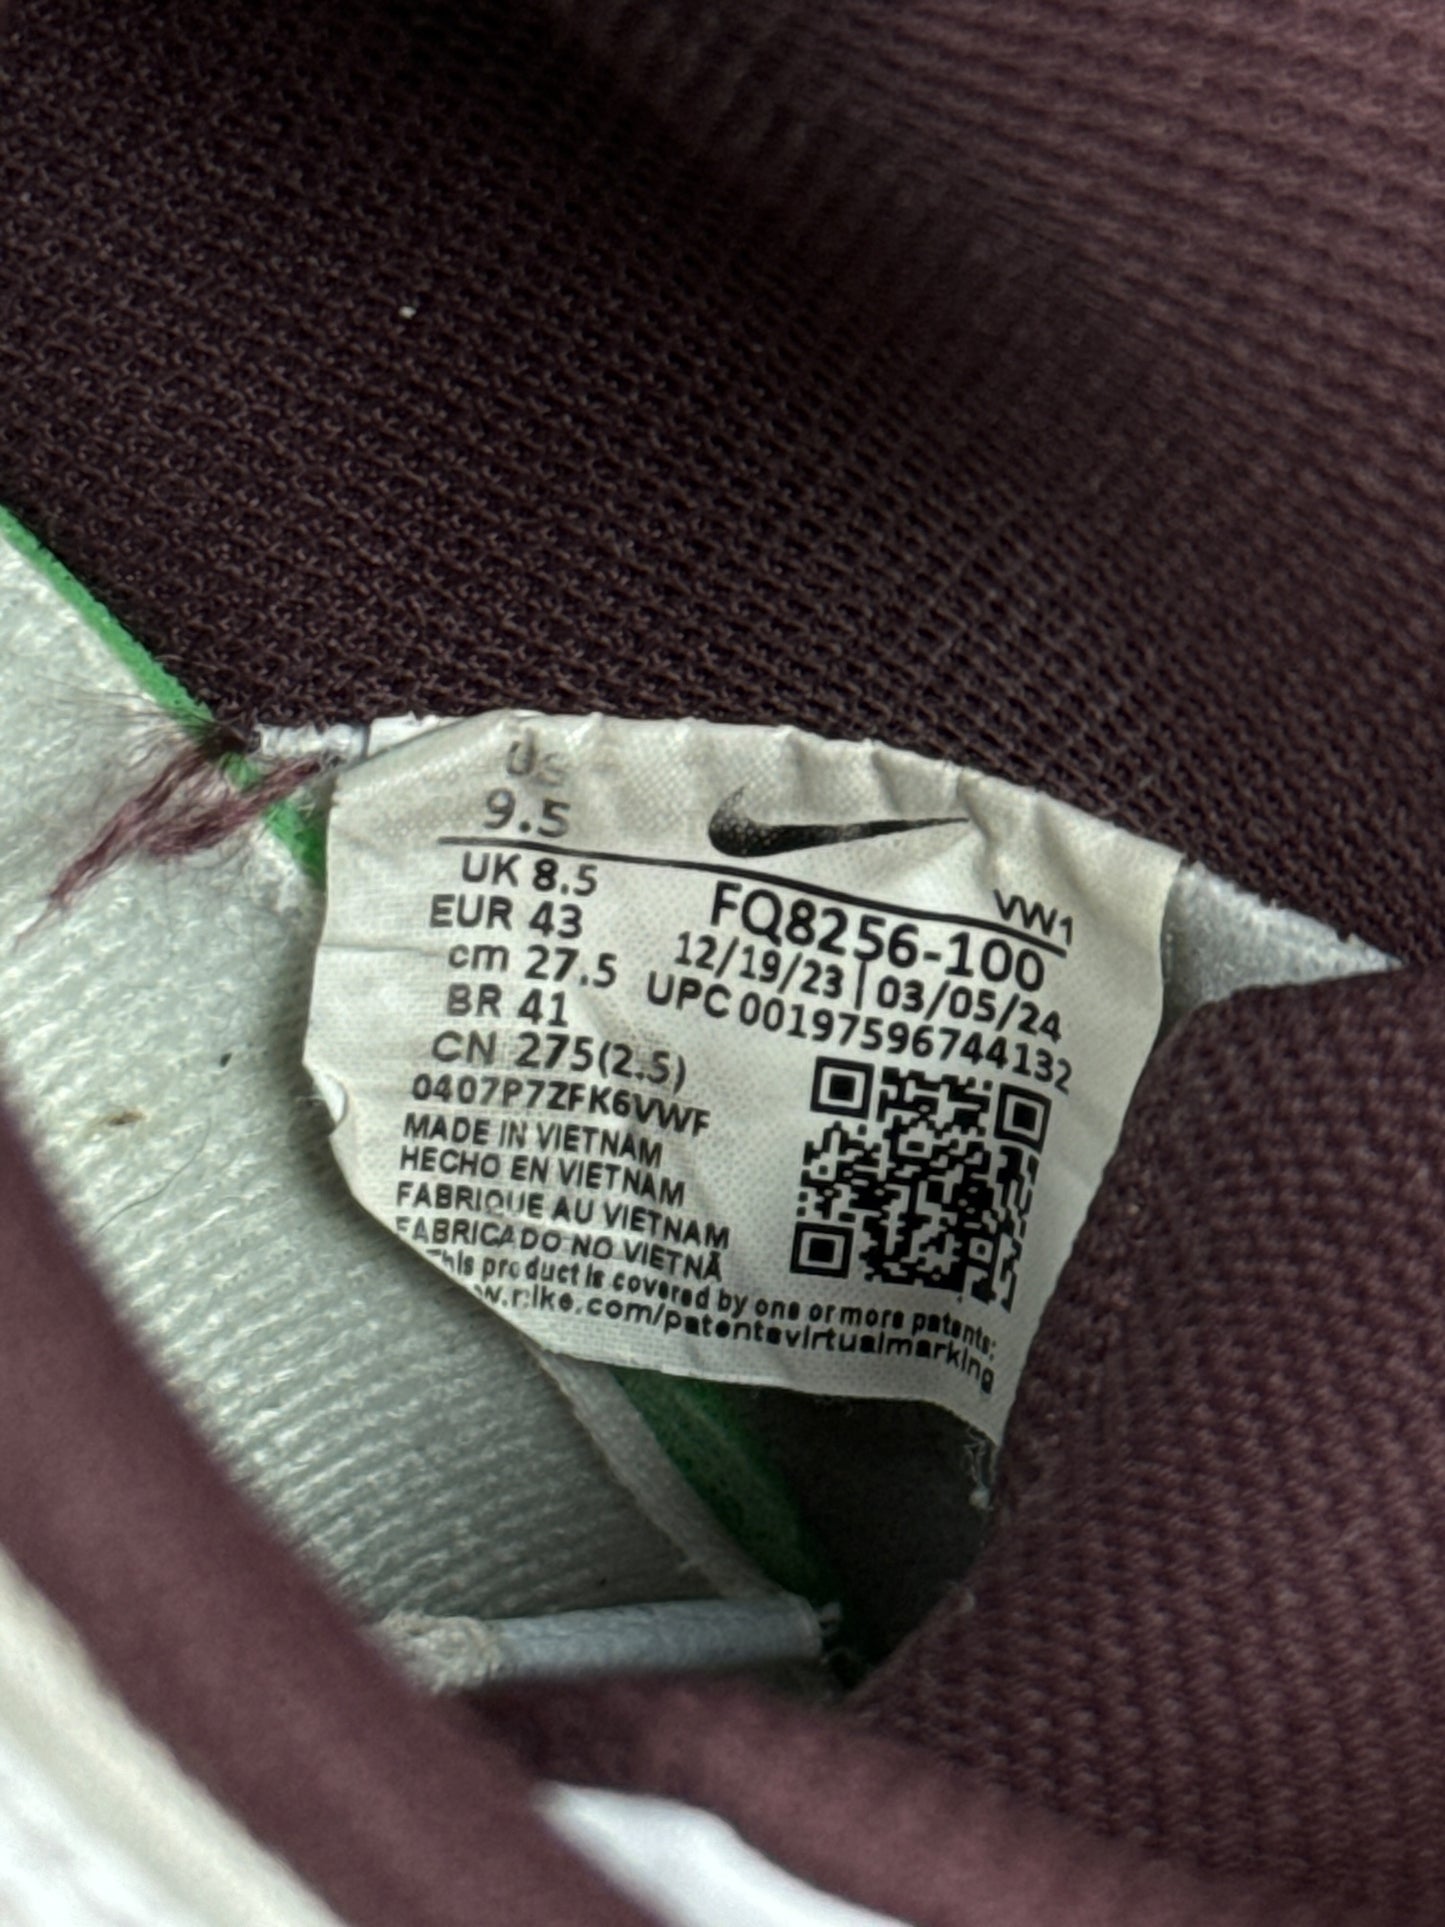 US
9.5
UK 8.5
EUR 43
cm 27.5
BR 41
CN 275(2.5)
0407P7ZFK6VWF
MADE IN VIETNAM
HECHO EN VIETNAM
FABRIQUE AU VIETNAM
FABRICADO NO VIETNÃ
This product is covered by one or more patents:
www.nike.com/patentsvirtualmarking
VW1
FQ8256-100
12/19/23 | 03/05/24
UPC 00197596744132